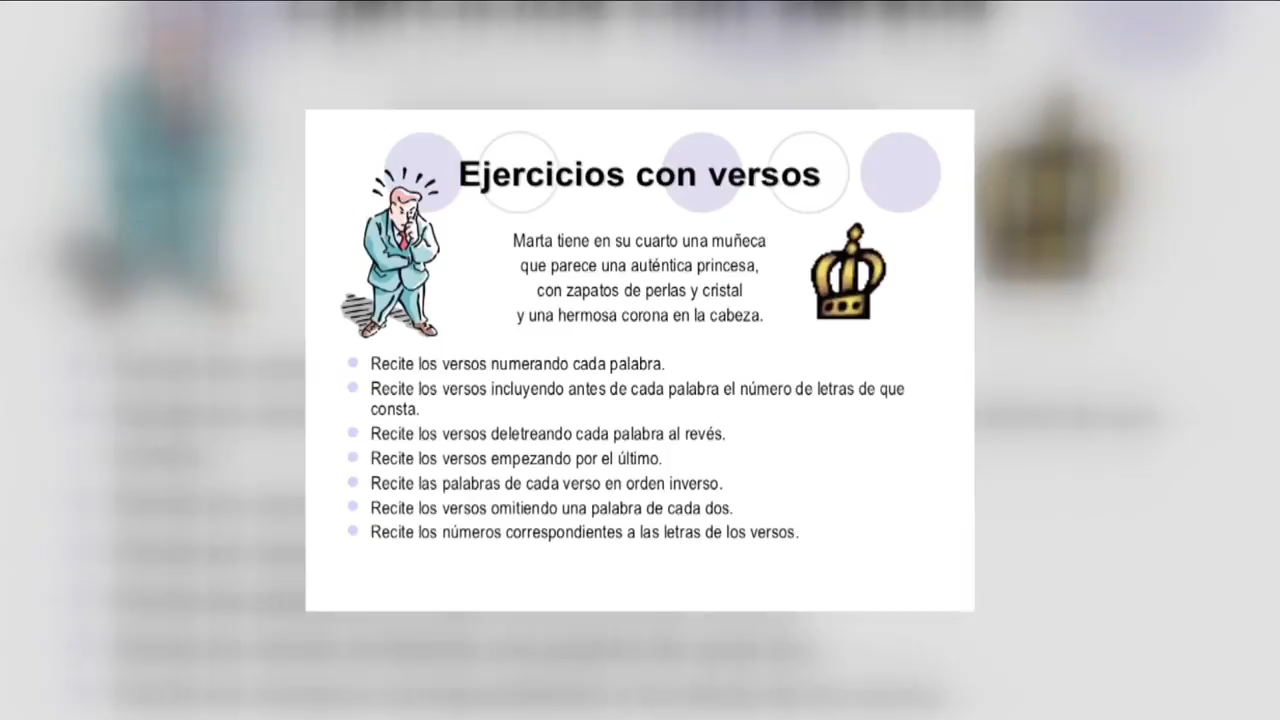 Ejercicios con versos
Marta tiene en su cuarto una muñeca
que parece una auténtica princesa,
con zapatos de perlas y cristal
y una hermosa corona en la cabeza.
Recite los versos numerando cada palabra.
Recite los versos incluyendo antes de cada palabra el número de letras de que
consta.
Recite los versos deletreando cada palabra al revés.
Recite los versos empezando por el último.
Recite las palabras de cada verso en orden inverso.
Recite los versos omitiendo una palabra de cada dos.
Recite los números correspondientes a las letras de los versos.